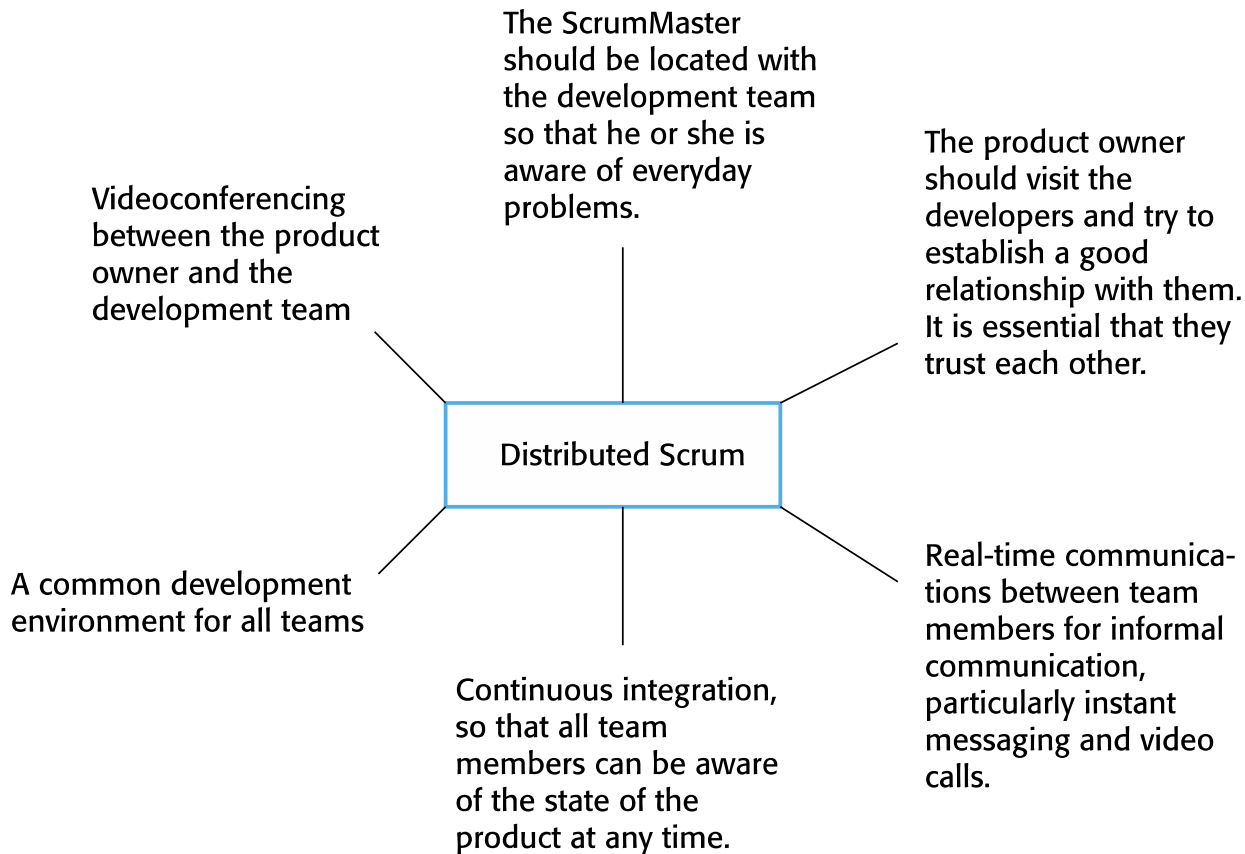 The ScrumMaster
should be located with
the development team
so that he or she is
aware of everyday
problems.
Videoconferencing
between the product
owner and the
development team
The product owner
should visit the
developers and try to
establish a good
relationship with them.
It is essential that they
trust each other.
Distributed Scrum
A common development
environment for all teams
Continuous integration,
so that all team
members can be aware
of the state of the
product at any time.
Real-time communica-
tions between team
members for informal
communication,
particularly instant
messaging and video
calls.